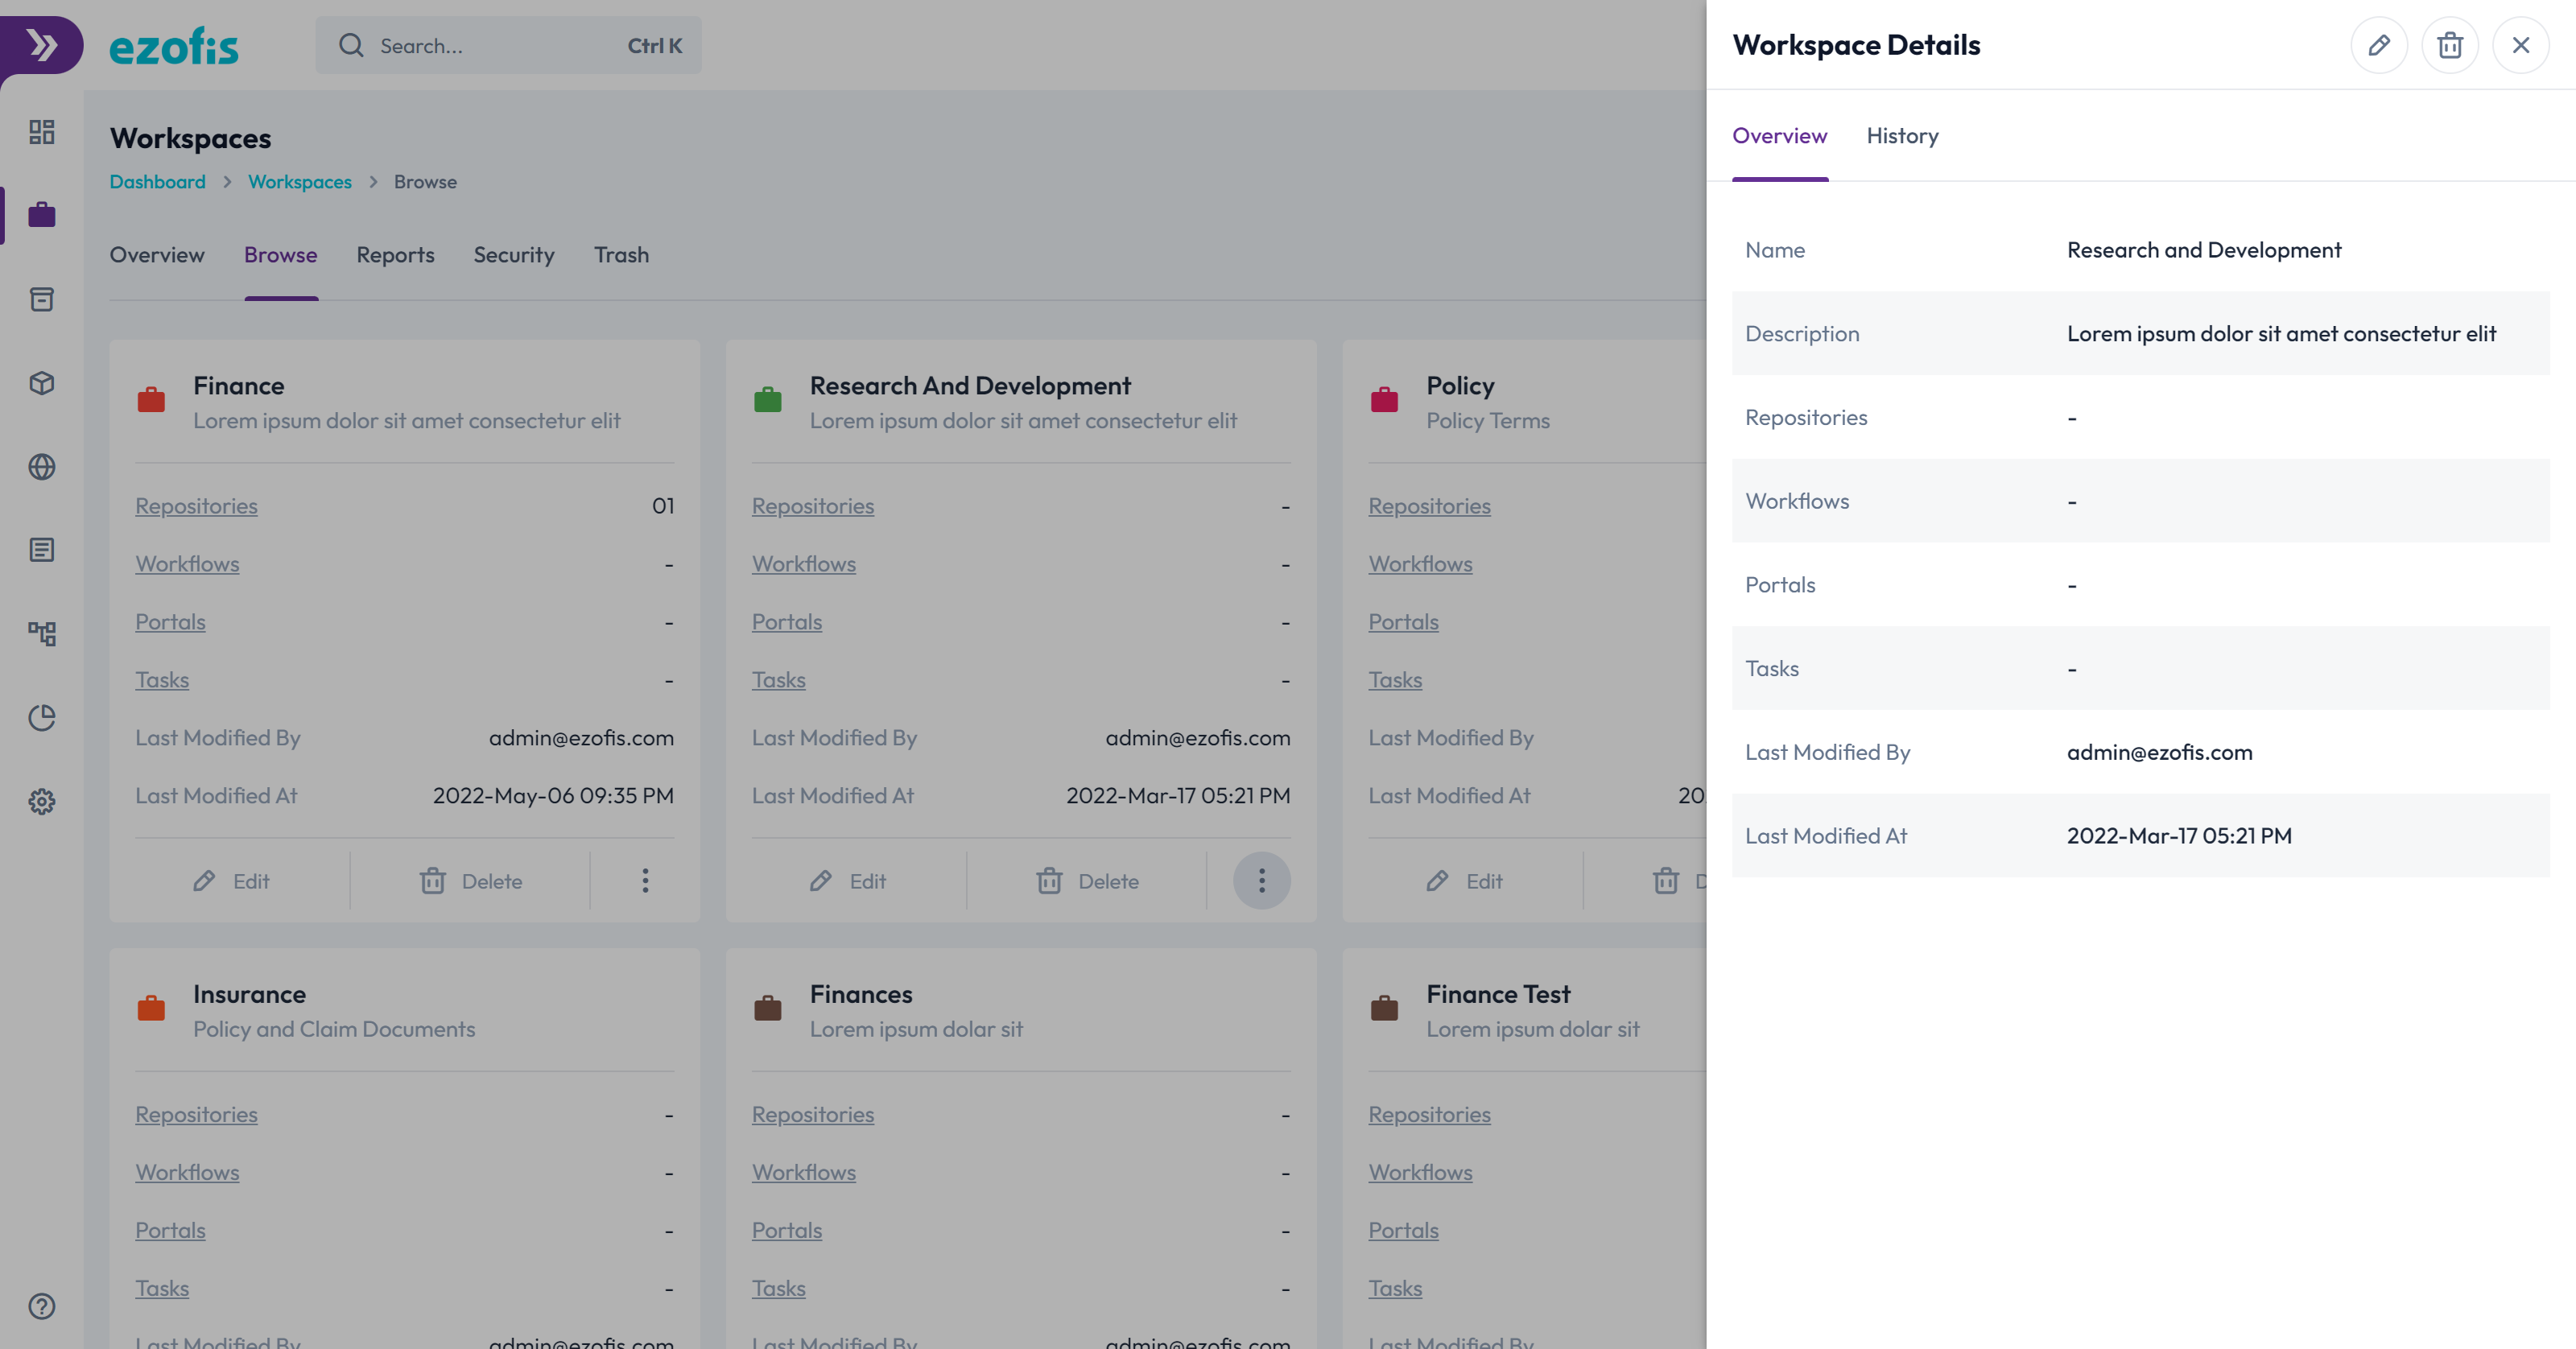 ezofis
Search... Ctrl K
Workspaces
Dashboard > Workspaces > Browse
Overview Browse Reports Security Trash
Finance
Lorem ipsum dolor sit amet consectetur elit
Repositories 01
Workflows -
Portals -
Tasks -
Last Modified By admin@ezofis.com
Last Modified At 2022-May-06 09:35 PM
Edit Delete
Research And Development
Lorem ipsum dolor sit amet consectetur elit
Repositories -
Workflows -
Portals -
Tasks -
Last Modified By admin@ezofis.com
Last Modified At 2022-Mar-17 05:21 PM
Edit Delete
Policy
Policy Terms
Repositories
Workflows
Portals
Tasks
Last Modified By
Last Modified At 20
Edit D
Insurance
Policy and Claim Documents
Repositories -
Workflows -
Portals -
Tasks -
Last Modified By admin@ezofis.com
Finances
Lorem ipsum dolar sit
Repositories -
Workflows -
Portals -
Tasks -
Last Modified By admin@ezofis.com
Finance Test
Lorem ipsum dolar sit
Repositories
Workflows
Portals
Tasks
Last Modified By
Workspace Details
Overview History
Name Research and Development
Description Lorem ipsum dolor sit amet consectetur elit
Repositories -
Workflows -
Portals -
Tasks -
Last Modified By admin@ezofis.com
Last Modified At 2022-Mar-17 05:21 PM